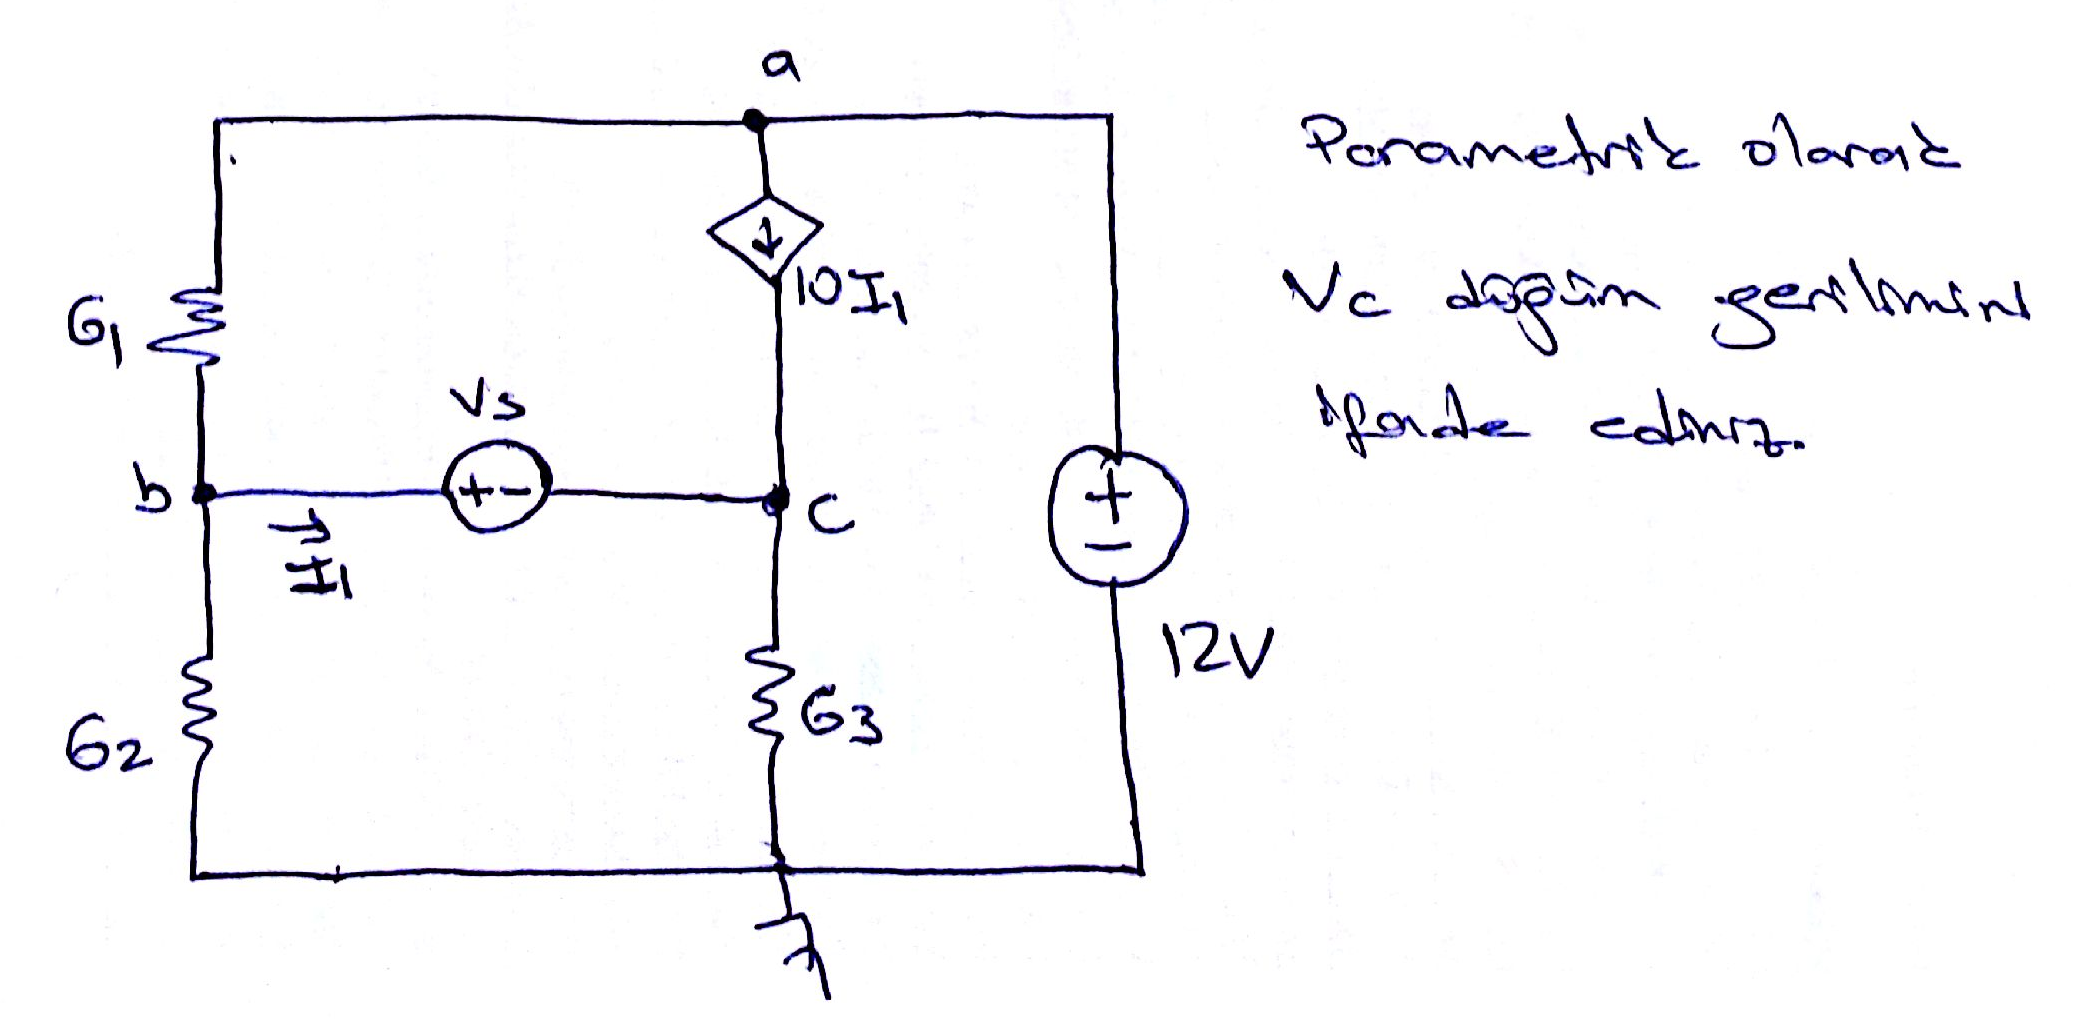 a
Parametrik olarak
Vc düğüm gerilimini
ifade ediniz.
10I1
G1
Vs
+ -
b
c
I1
+
-
12V
G2
G3